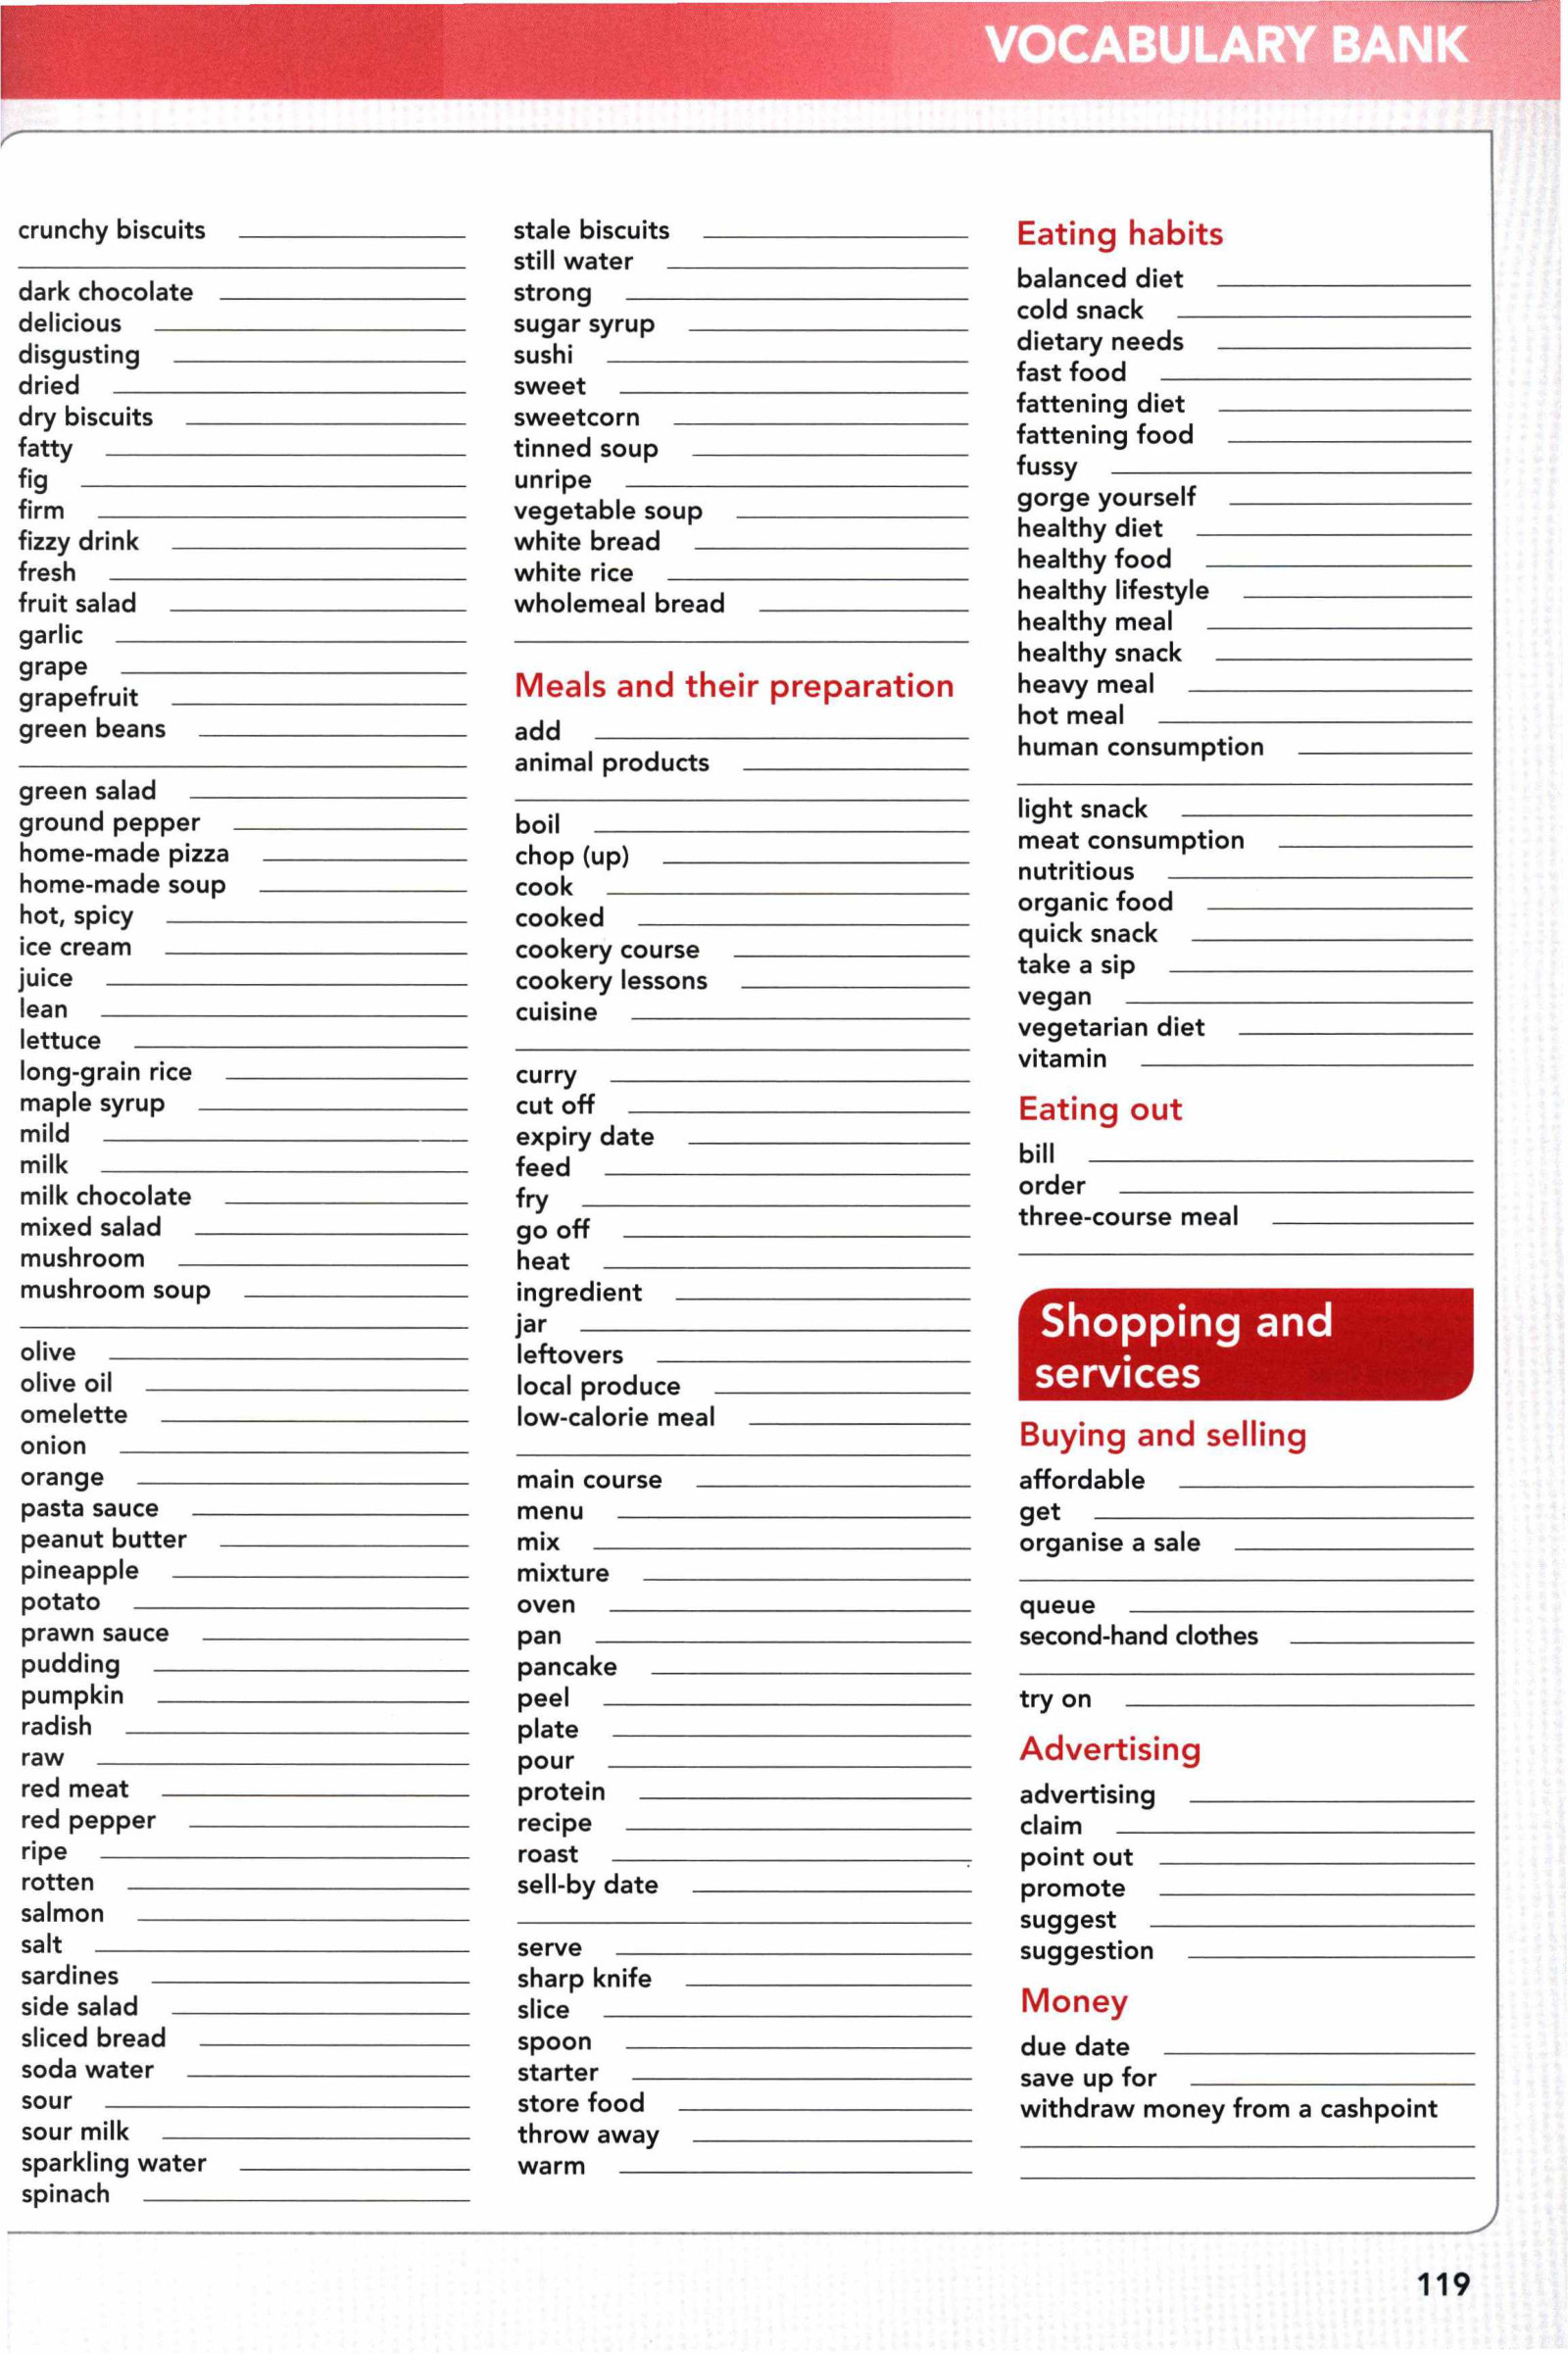 VOCABULARY BANK
crunchy biscuits
dark chocolate
delicious
disgusting
dried
dry biscuits
fatty
fig
firm
fizzy drink
fresh
fruit salad
garlic
grape
grapefruit
green beans
green salad
ground pepper
home-made pizza
home-made soup
hot, spicy
ice cream
juice
lean
lettuce
long-grain rice
maple syrup
mild
milk
milk chocolate
mixed salad
mushroom
mushroom soup
olive
olive oil
omelette
onion
orange
pasta sauce
peanut butter
pineapple
potato
prawn sauce
pudding
pumpkin
radish
raw
red meat
red pepper
ripe
rotten
salmon
salt
sardines
side salad
sliced bread
soda water
sour
sour milk
sparkling water
spinach
stale biscuits
still water
strong
sugar syrup
sushi
sweet
sweetcorn
tinned soup
unripe
vegetable soup
white bread
white rice
wholemeal bread
Meals and their preparation
add
animal products
boil
chop (up)
cook
cooked
cookery course
cookery lessons
cuisine
curry
cut off
expiry date
feed
fry
go off
heat
ingredient
jar
leftovers
local produce
low-calorie meal
main course
menu
mix
mixture
oven
pan
pancake
peel
plate
pour
protein
recipe
roast
sell-by date
serve
sharp knife
slice
spoon
starter
store food
throw away
warm
Eating habits
balanced diet
cold snack
dietary needs
fast food
fattening diet
fattening food
fussy
gorge yourself
healthy diet
healthy food
healthy lifestyle
healthy meal
healthy snack
heavy meal
hot meal
human consumption
light snack
meat consumption
nutritious
organic food
quick snack
take a sip
vegan
vegetarian diet
vitamin
Eating out
bill
order
three-course meal
Shopping and
services
Buying and selling
affordable
get
organise a sale
queue
second-hand clothes
try on
Advertising
advertising
claim
point out
promote
suggest
suggestion
Money
due date
save up for
withdraw money from a cashpoint
119